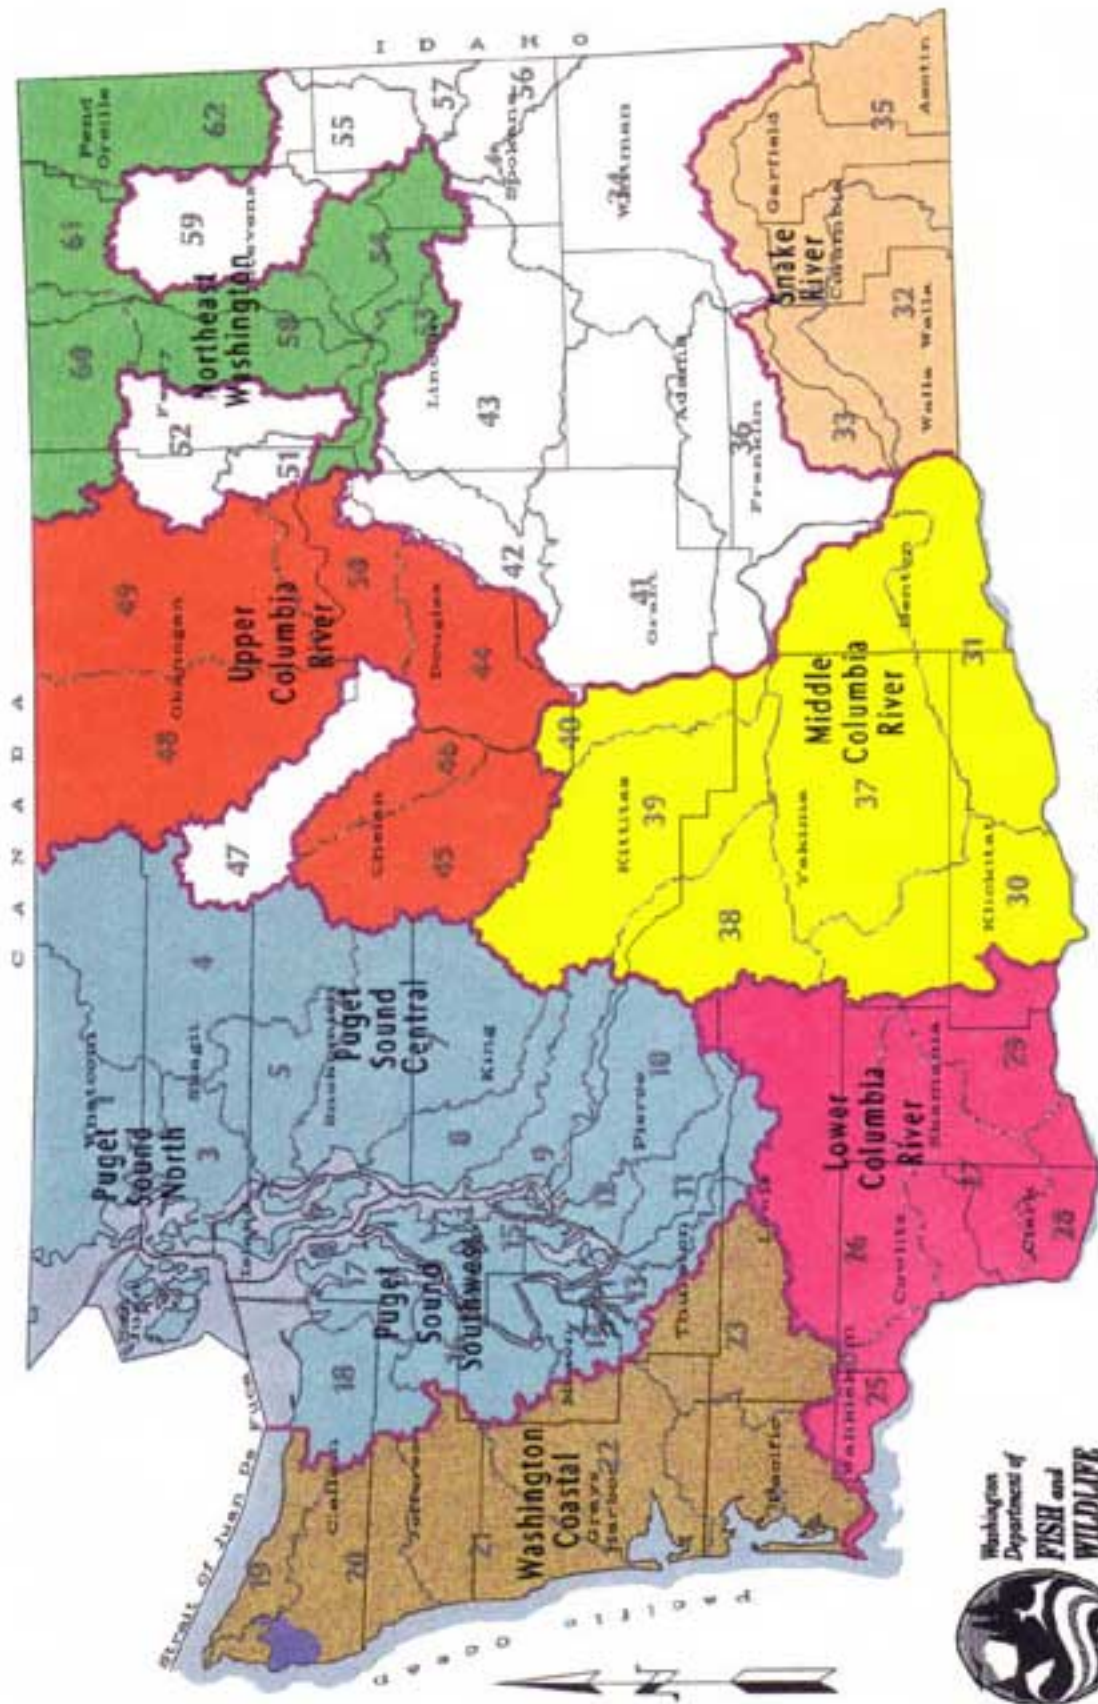 CANADA
IDAHO
Strait of Juan De Fuca
Pacific Ocean
Puget
Sound
North
Puget
Sound
Central
Puget
Sound
Southwest
Washington
Coastal
Lower
Columbia
River
Middle
Columbia
River
Upper
Columbia
River
Northeast
Washington
Snake
River
Whatcom
Skagit
Snohomish
King
Pierce
Thurston
Lewis
Mason
Clallam
Jefferson
Grays
Harbor
Pacific
Wahkiakum
Cowlitz
Clark
Skamania
Klickitat
Yakima
Kittitas
Chelan
Okanogan
Douglas
Grant
Benton
Franklin
Adams
Lincoln
Stevens
Pend
Oreille
Spokane
Whitman
Garfield
Columbia
Walla Walla
Asotin
1
3
4
5
8
9
10
11
12
13
14
15
17
18
19
20
21
22
23
25
26
27
28
29
30
31
32
33
34
35
36
37
38
39
40
41
42
43
44
45
46
47
48
49
50
51
52
53
54
55
56
57
58
59
60
61
62
N
Washington
Department of
FISH and
WILDLIFE